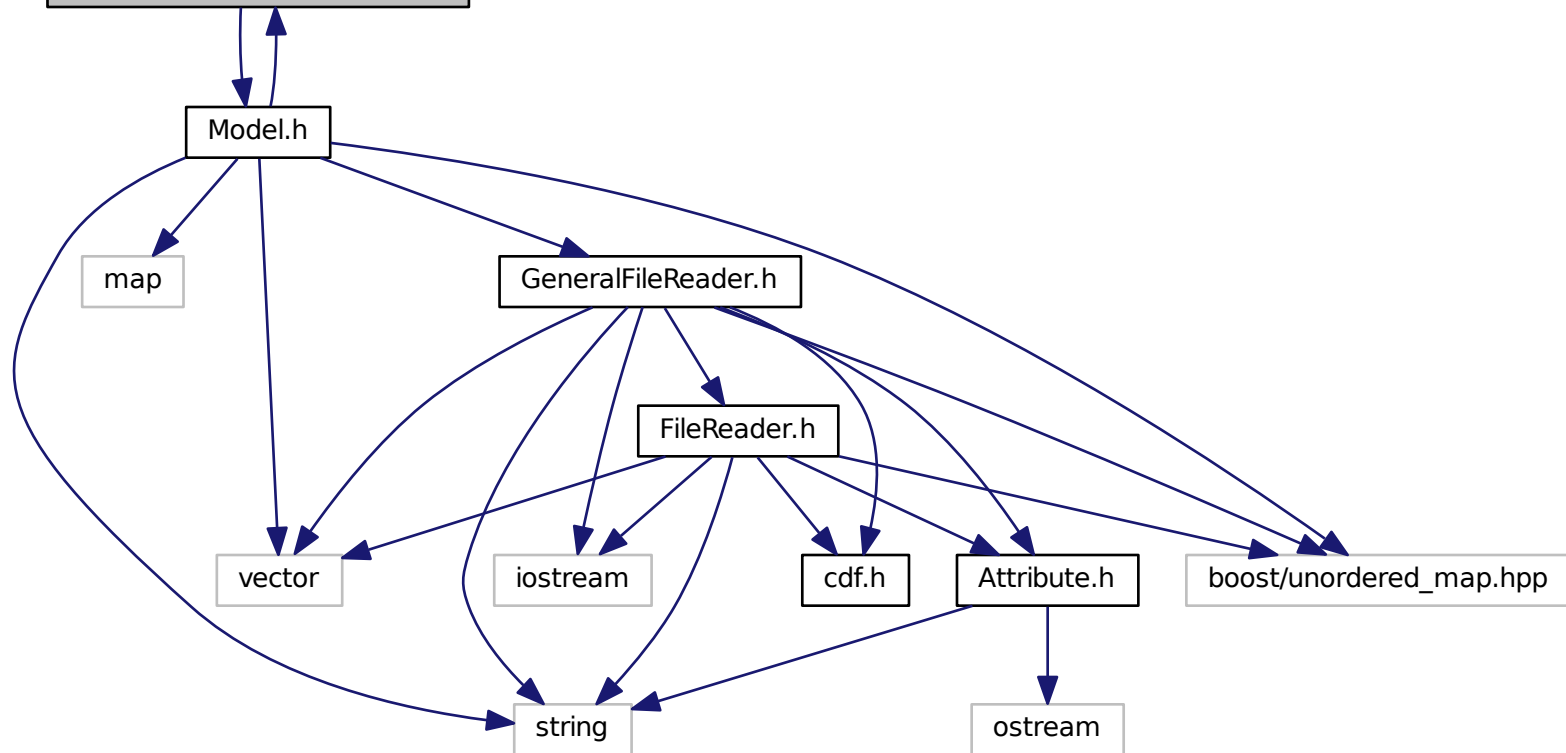 Model.h
map
GeneralFileReader.h
FileReader.h
vector
iostream
cdf.h
Attribute.h
boost/unordered_map.hpp
string
ostream